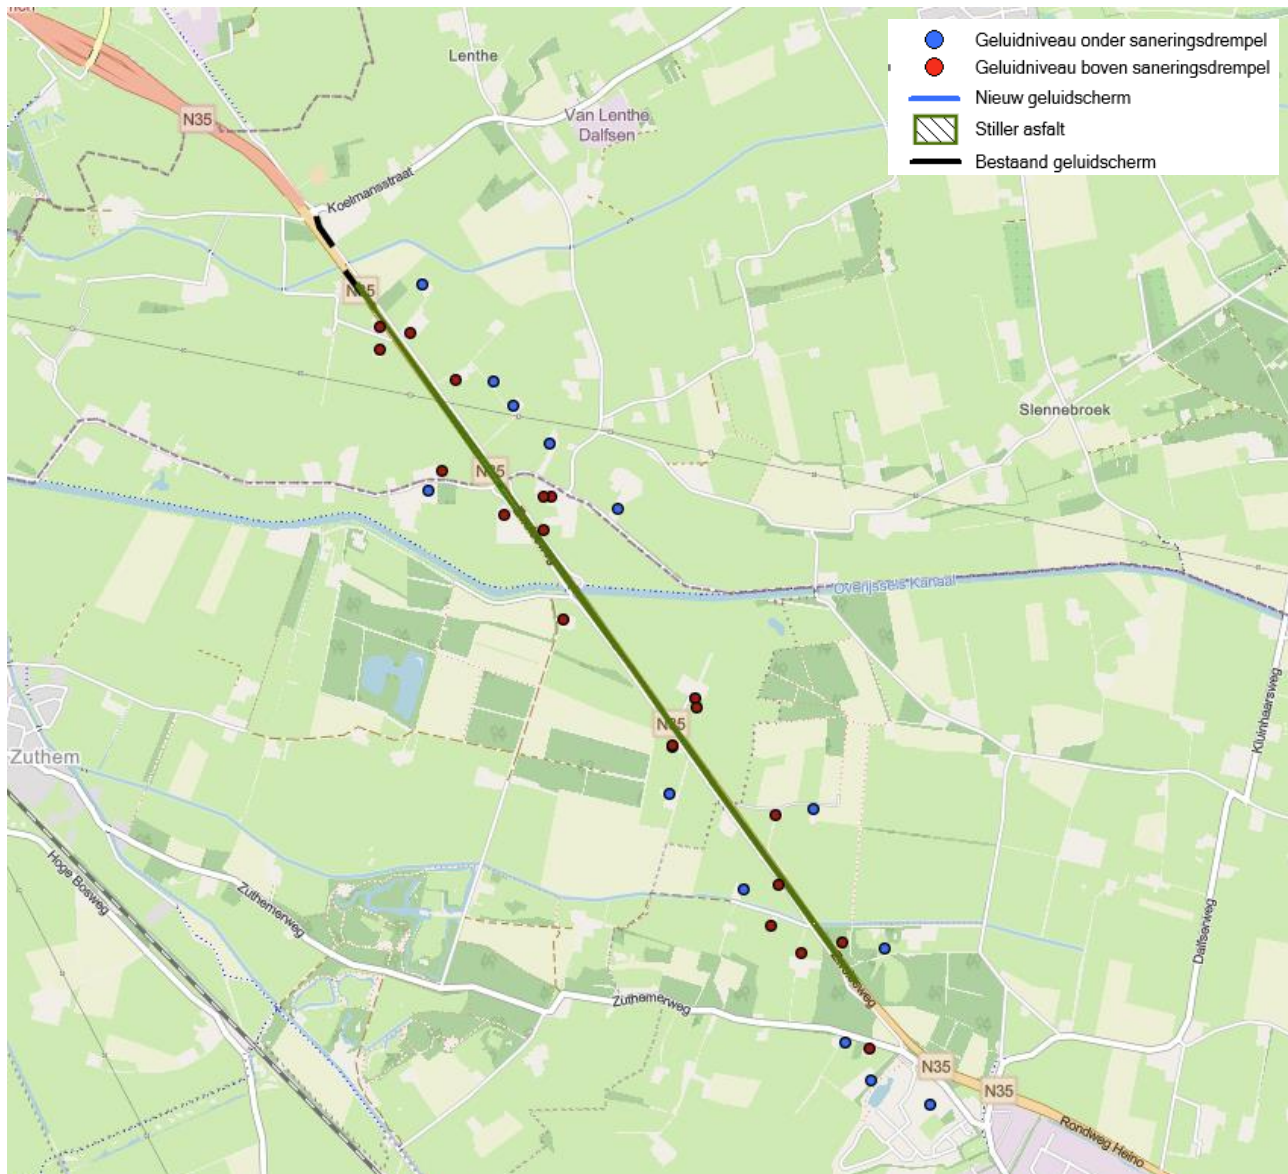 Geluidniveau onder saneringsdrempel
Geluidniveau boven saneringsdrempel
Nieuw geluidscherm
Stiller asfalt
Bestaand geluidscherm
Lenthe
Van Lenthe
Dalfsen
N35
Koelmansstraat
N35
Slennebroek
N35
Overijssels Kanaal
Kluinhaarsweg
N35
Zuthem
Hoge Bosweg
Zuthemerweg
Dalfserweg
Zuthemerweg
N35
N35
Rondweg Heino